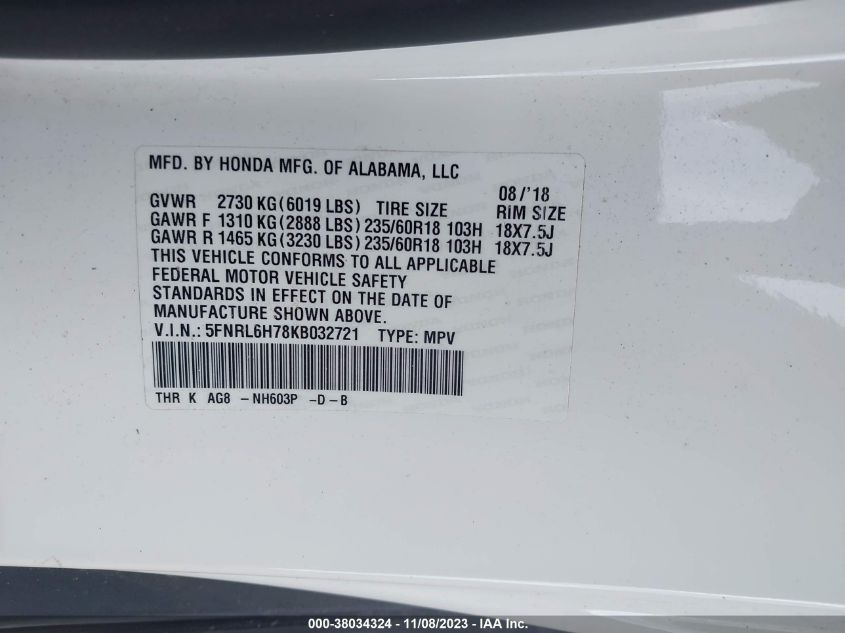 MFD. BY HONDA MFG. OF ALABAMA, LLC
08/'18
GVWR 2730 KG(6019 LBS) TIRE SIZE RIM SIZE
GAWR F 1310 KG(2888 LBS)235/60R18 103H 18X7.5J
GAWR R 1465 KG(3230 LBS)235/60R18 103H 18X7.5J
THIS VEHICLE CONFORMS TO ALL APPLICABLE
FEDERAL MOTOR VEHICLE SAFETY
STANDARDS IN EFFECT ON THE DATE OF
MANUFACTURE SHOWN ABOVE.
V.I.N.: 5FNRL6H78KB032721 TYPE: MPV
THR K AG8 -NH603P -D-B
000-38034324 - 11/08/2023 - IAA Inc.